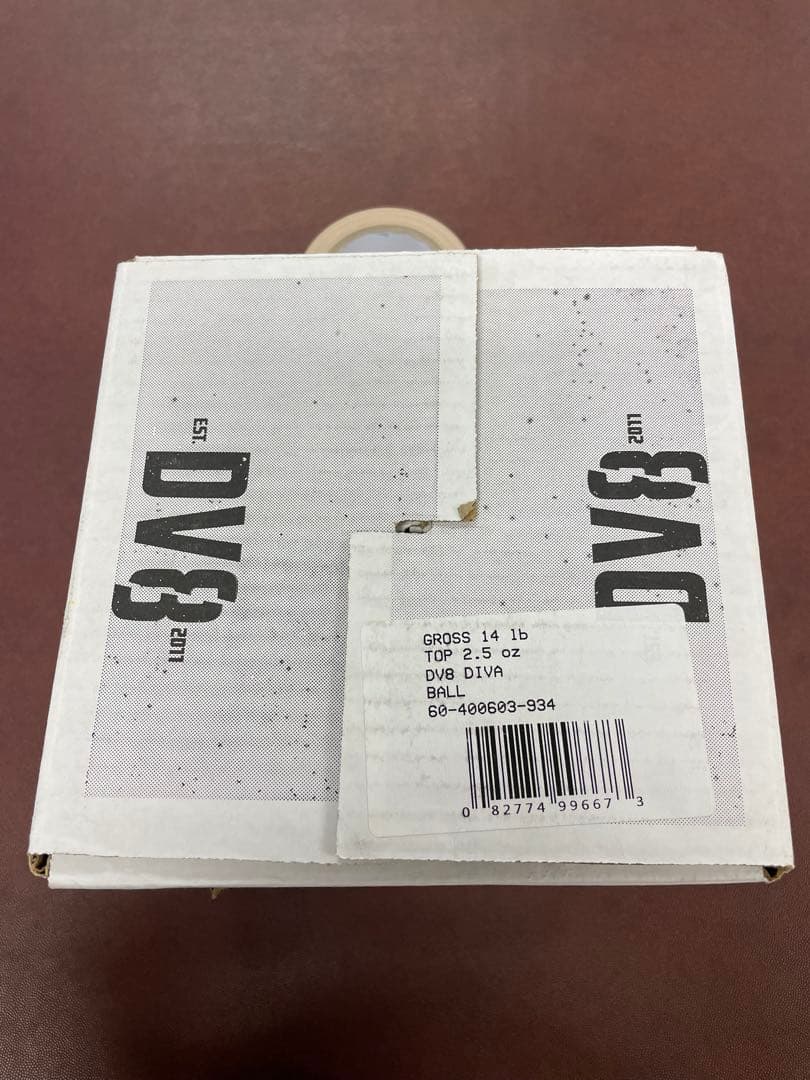 EST.
DV8
2011
2011
DV8
GROSS 14 lb
TOP 2.5 oz
DV8 DIVA
BALL
60-400603-934
0 82774 99667 3